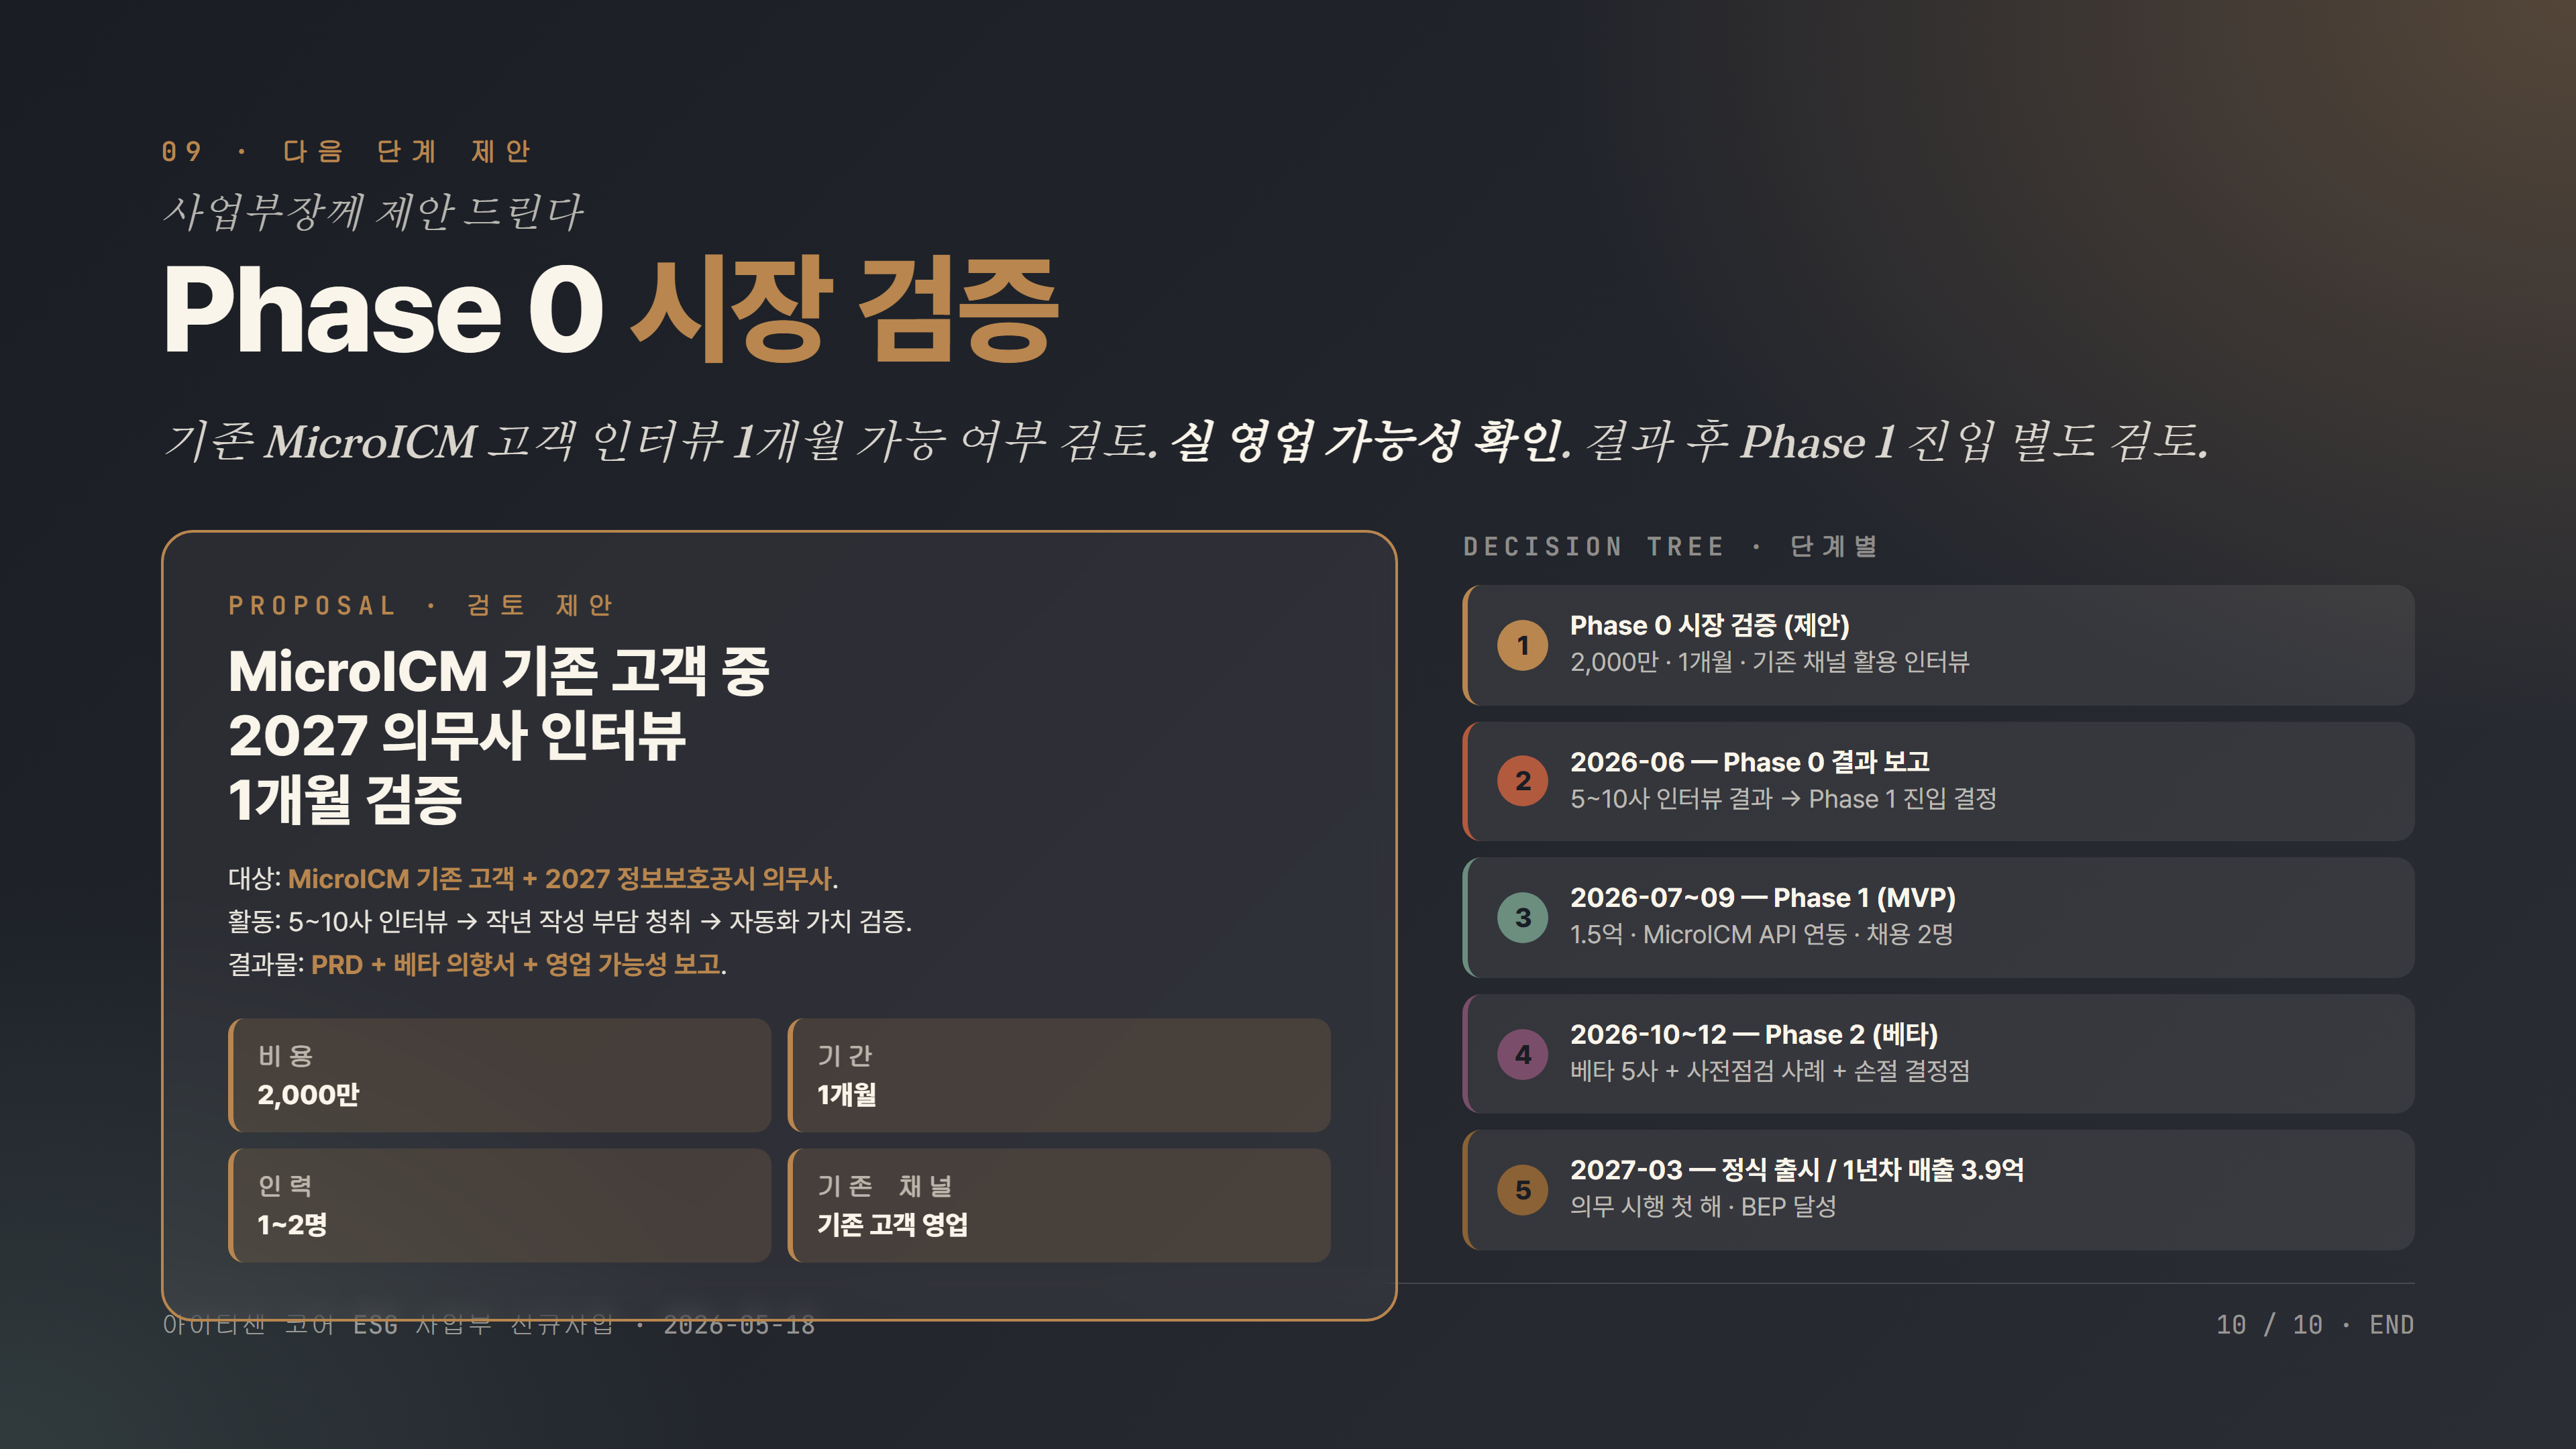 09 · 다음 단계 제안
사업부장께 제안 드린다
Phase 0 시장 검증
기존 MicroICM 고객 인터뷰 1개월 가능 여부 검토. 실 영업 가능성 확인. 결과 후 Phase 1 진입 별도 검토.
PROPOSAL · 검토 제안
MicroICM 기존 고객 중
2027 의무사 인터뷰
1개월 검증
대상: MicroICM 기존 고객 + 2027 정보보호공시 의무사.
활동: 5~10사 인터뷰 → 작년 작성 부담 청취 → 자동화 가치 검증.
결과물: PRD + 베타 의향서 + 영업 가능성 보고.
비용
2,000만
기간
1개월
인력
1~2명
기존 채널
기존 고객 영업
DECISION TREE · 단계별
1
Phase 0 시장 검증 (제안)
2,000만 · 1개월 · 기존 채널 활용 인터뷰
2
2026-06 — Phase 0 결과 보고
5~10사 인터뷰 결과 → Phase 1 진입 결정
3
2026-07~09 — Phase 1 (MVP)
1.5억 · MicroICM API 연동 · 채용 2명
4
2026-10~12 — Phase 2 (베타)
베타 5사 + 사전점검 사례 + 손절 결정점
5
2027-03 — 정식 출시 / 1년차 매출 3.9억
의무 시행 첫 해 · BEP 달성
아이티센 코어 ESG 사업부 신규사업 · 2026-05-18
10 / 10 · END